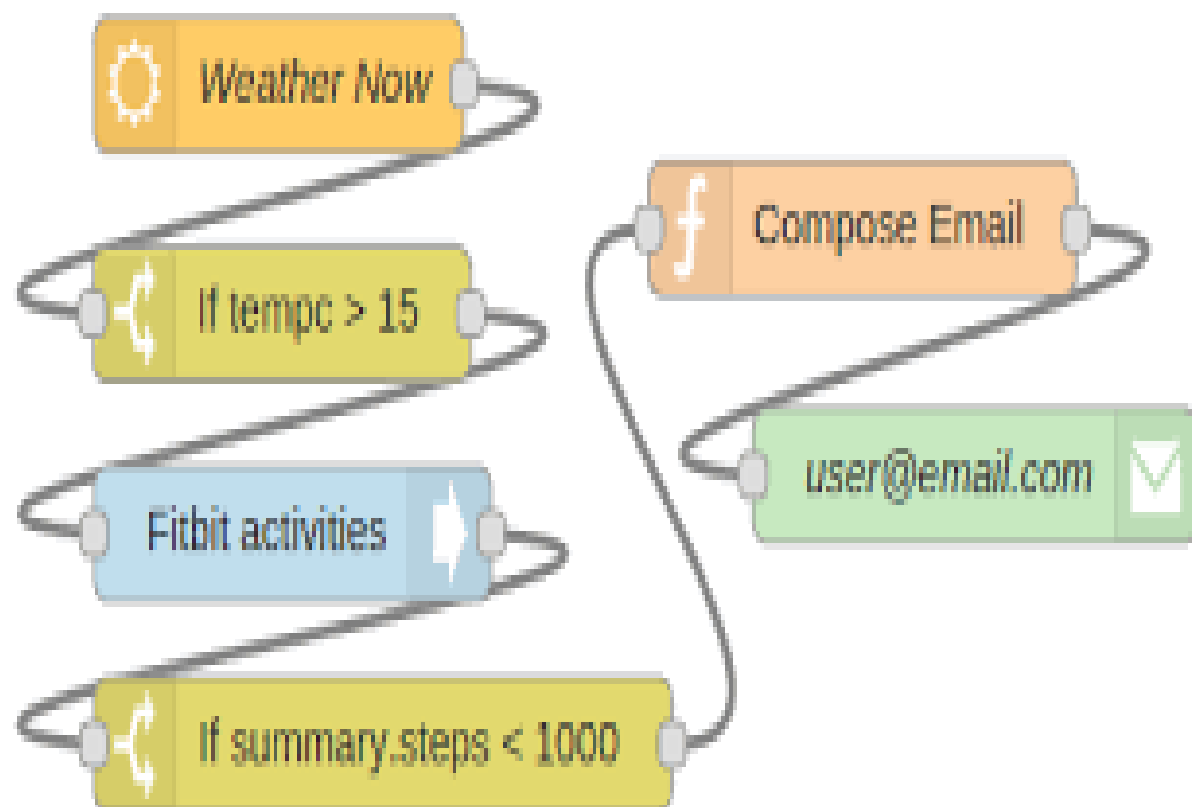 Weather Now
If tempc > 15
Fitbit activities
If summary.steps < 1000
Compose Email
user@email.com